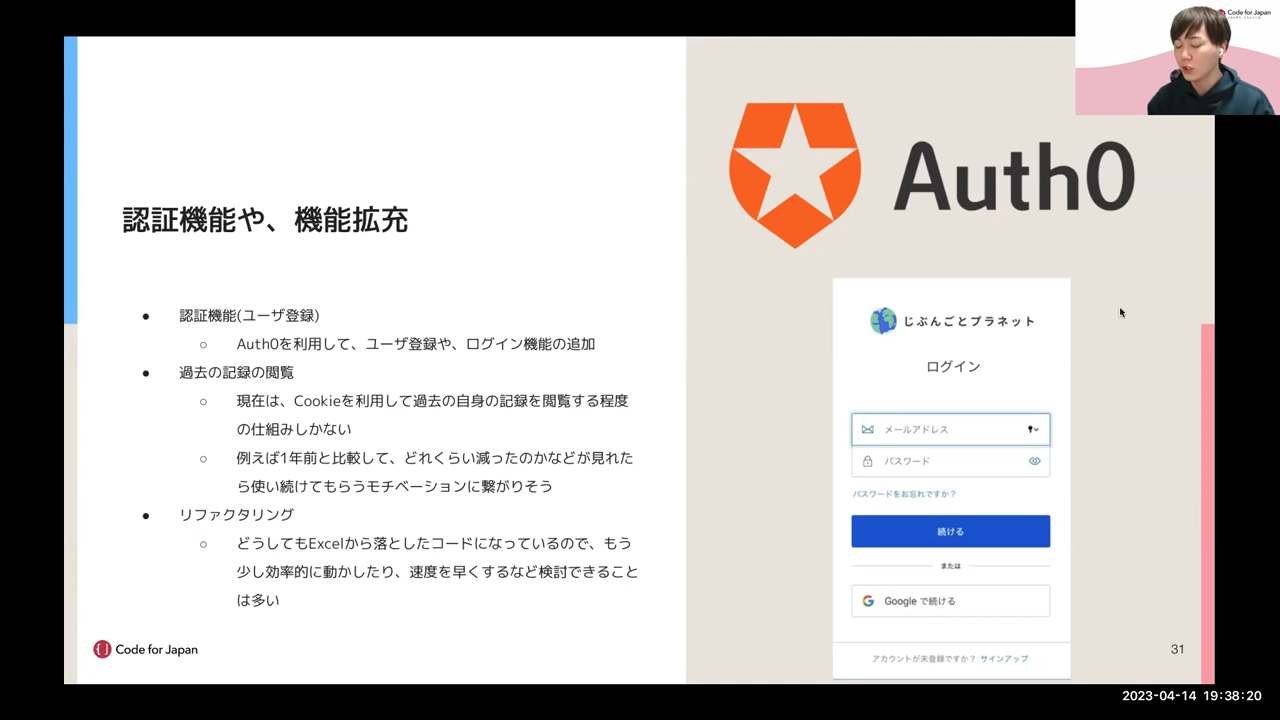 Code for Japan
Auth0
認証機能や、機能拡充
● 認証機能(ユーザ登録)
○ Auth0を利用して、ユーザ登録や、ログイン機能の追加
● 過去の記録の閲覧
○ 現在は、Cookieを利用して過去の自身の記録を閲覧する程度
の仕組みしかない
○ 例えば1年前と比較して、どれくらい減ったのかなどが見れた
ら使い続けてもらうモチベーションに繋がりそう
● リファクタリング
○ どうしてもExcelから落としたコードになっているので、もう
少し効率的に動かしたり、速度を早くするなど検討できること
は多い
じぶんごとプラネット
ログイン
メールアドレス
パスワード
パスワードをお忘れですか？
続ける
または
Google で続ける
アカウントが未登録ですか？ サインアップ
Code for Japan
31
2023-04-14 19:38:20